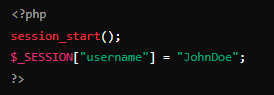 <?php
session_start();
$_SESSION["username"] = "JohnDoe";
?>